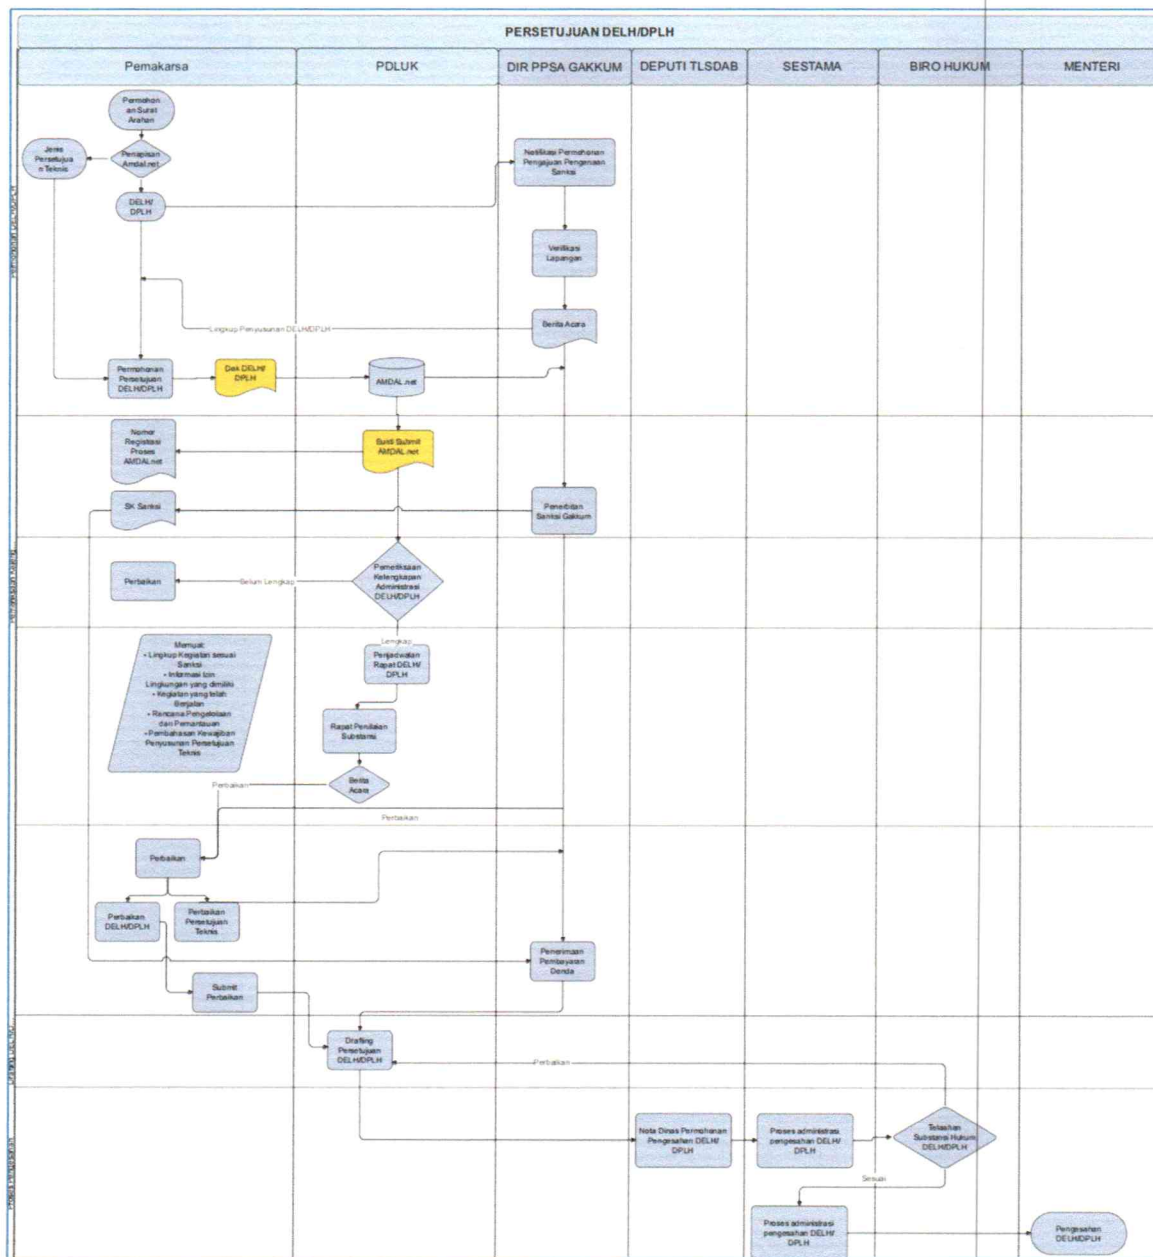 PERSETUJUAN DELH/DPLH
Pemakarsa
PDLUK
DIR PPSA GAKKUM
DEPUTI TLSDAB
SESTAMA
BIRO HUKUM
MENTERI
Permohon
an Surat
Arahan
Jenis
Persetujua
n Teknis
Penapisan
Amdal.net
DELH/
DPLH
Notifikasi Permohonan
Pengajuan Pengenaan
Sanksi
Verifikasi
Lapangan
Lingkup Penyusunan DELH/DPLH
Berita Acara
Permohonan
Persetujuan
DELH/DPLH
Dok DELH/
DPLH
AMDAL.net
Nomor
Registrasi
Proses
AMDAL.net
Bukti Submit
AMDAL.net
SK Sanksi
Penerbitan
Sanksi Gakkum
Perbaikan
Belum Lengkap
Pemeriksaan
Kelengkapan
Administrasi
DELH/DPLH
Lengkap
Memuat:
• Lingkup Kegiatan sesuai
Sanksi
• Informasi Izin
Lingkungan yang dimiliki
• Kegiatan yang telah
Berjalan
• Rencana Pengelolaan
dan Pemantauan
• Pembahasan Kewajiban
Penyusunan Persetujuan
Teknis
Penjadwalan
Rapat DELH/
DPLH
Rapat Penilaian
Substansi
Perbaikan
Berita
Acara
Perbaikan
Perbaikan
Perbaikan
DELH/DPLH
Perbaikan
Persetujuan
Teknis
Penerimaan
Pembayaran
Denda
Submit
Perbaikan
Drafting
Persetujuan
DELH/DPLH
Perbaikan
Nota Dinas Permohonan
Pengesahan DELH/
DPLH
Proses administrasi
pengesahan DELH/
DPLH
Telaahan
Substansi Hukum
DELH/DPLH
Sesuai
Proses administrasi
pengesahan DELH/
DPLH
Pengesahan
DELH/DPLH